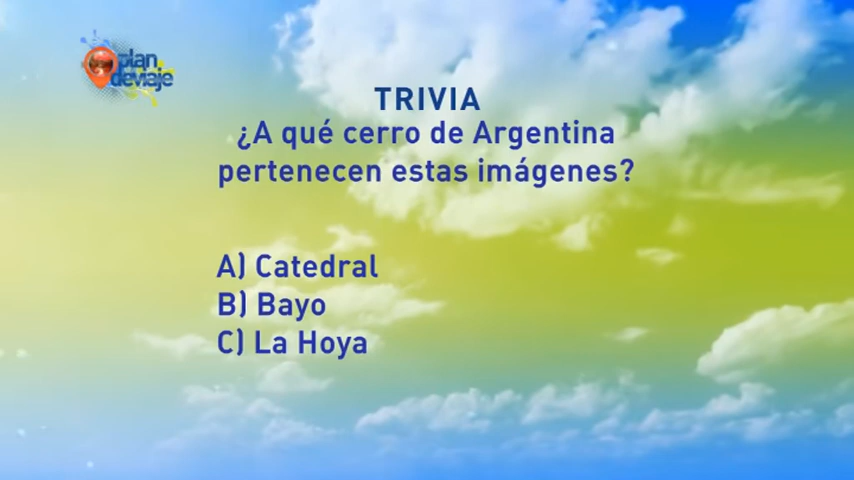 plan
deviaje
TRIVIA
¿A qué cerro de Argentina
pertenecen estas imágenes?
A) Catedral
B) Bayo
C) La Hoya